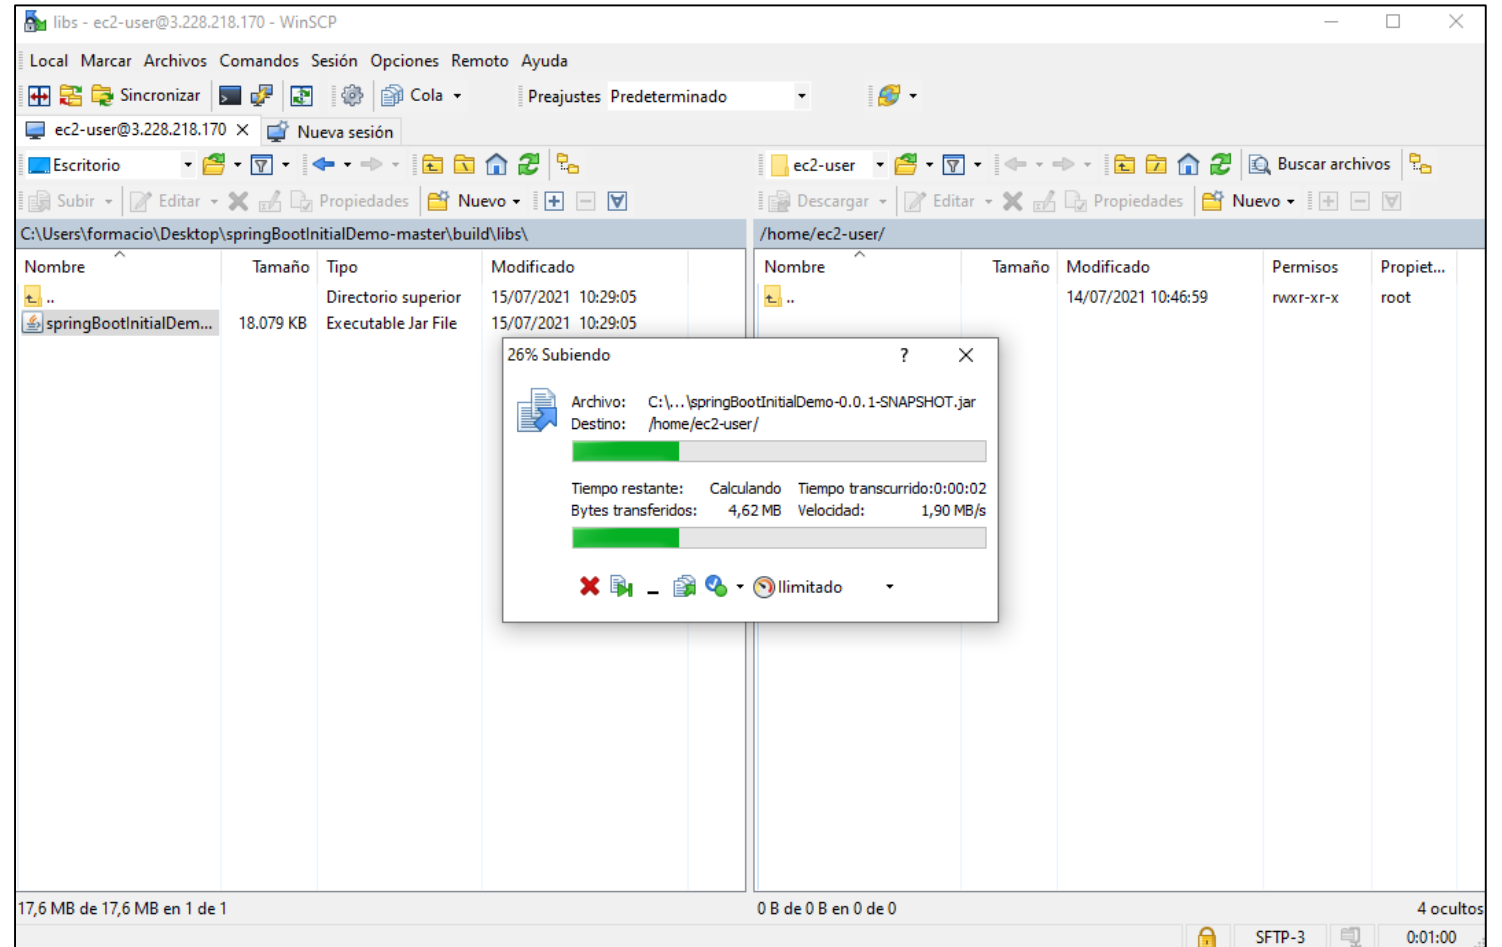 libs - ec2-user@3.228.218.170 - WinSCP
Local Marcar Archivos Comandos Sesión Opciones Remoto Ayuda
Sincronizar Cola Preajustes Predeterminado
ec2-user@3.228.218.170 Nueva sesión
Escritorio ec2-user Buscar archivos
Subir Editar Propiedades Nuevo Descargar Editar Propiedades Nuevo
C:\Users\formacio\Desktop\springBootInitialDemo-master\build\libs\ /home/ec2-user/
Nombre Tamaño Tipo Modificado Nombre Tamaño Modificado Permisos Propiet...
.. Directorio superior 15/07/2021 10:29:05 .. 14/07/2021 10:46:59 rwxr-xr-x root
springBootInitialDem... 18.079 KB Executable Jar File 15/07/2021 10:29:05
26% Subiendo ?
Archivo: C:\...\springBootInitialDemo-0.0.1-SNAPSHOT.jar
Destino: /home/ec2-user/
Tiempo restante: Calculando Tiempo transcurrido:0:00:02
Bytes transferidos: 4,62 MB Velocidad: 1,90 MB/s
Ilimitado
17,6 MB de 17,6 MB en 1 de 1 0 B de 0 B en 0 de 0 4 ocultos
SFTP-3 0:01:00